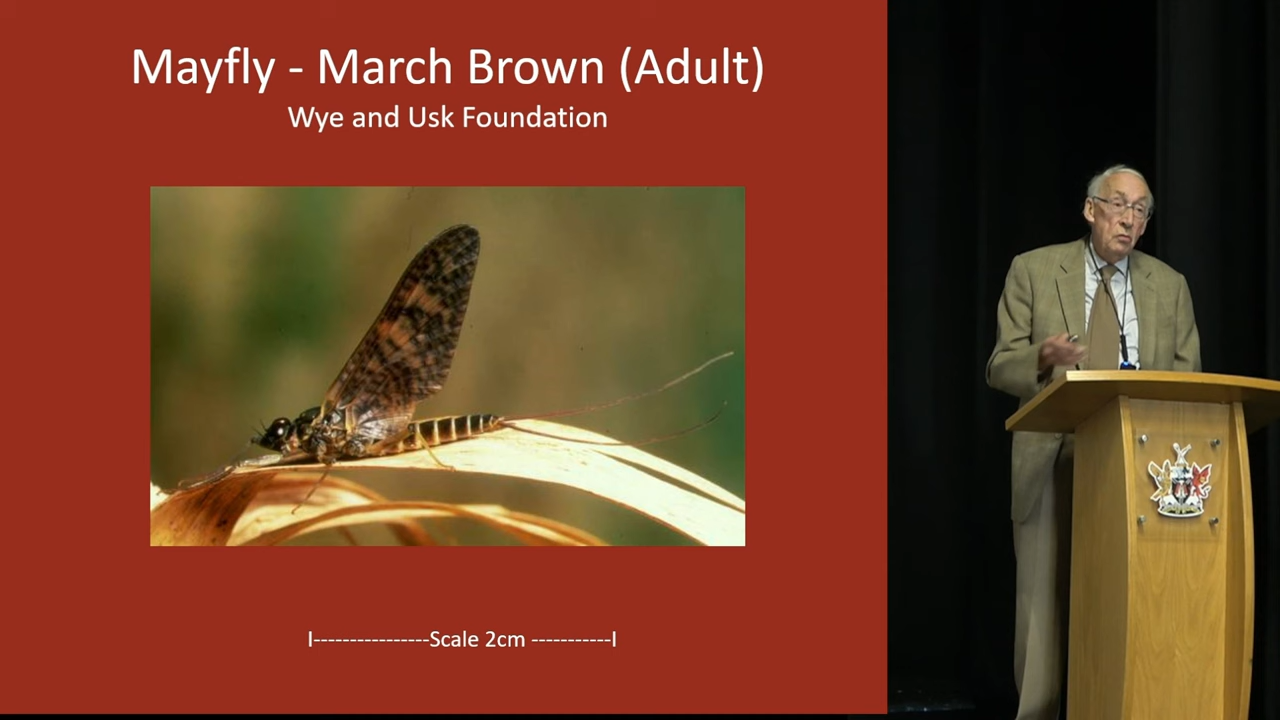 Mayfly - March Brown (Adult)
Wye and Usk Foundation
I----------------Scale 2cm -----------I